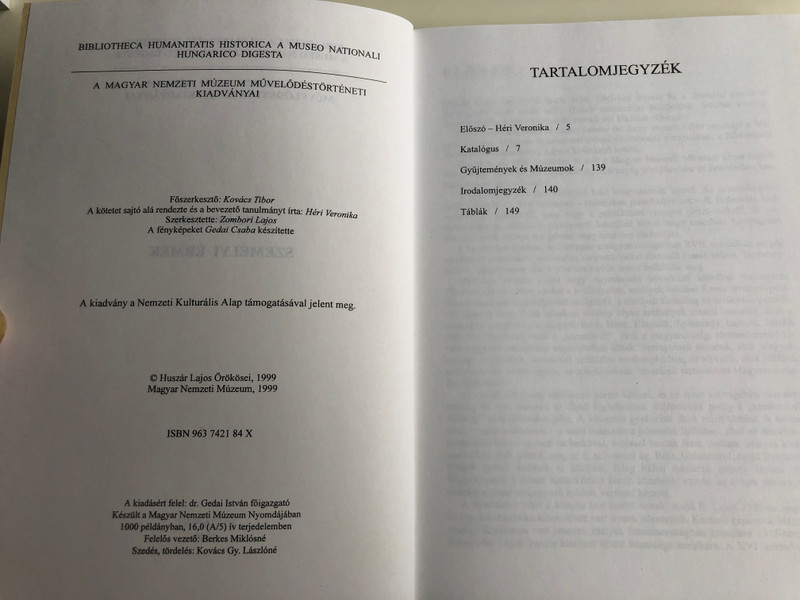 BIBLIOTHECA HUMANITATIS HISTORICA A MUSEO NATIONALI
HUNGARICO DIGESTA
A MAGYAR NEMZETI MÚZEUM MŰVELŐDÉSTÖRTÉNETI
KIADVÁNYAI
Főszerkesztő: Kovács Tibor
A kötetet sajtó alá rendezte és a bevezető tanulmányt írta: Héri Veronika
Szerkesztette: Zombori Lajos
A fényképeket Gedai Csaba készítette
A kiadvány a Nemzeti Kulturális Alap támogatásával jelent meg.
© Huszár Lajos Örökösei, 1999
Magyar Nemzeti Múzeum, 1999
ISBN 963 7421 84 X
A kiadásért felel: dr. Gedai István főigazgató
Készült a Magyar Nemzeti Múzeum Nyomdájában
1000 példányban, 16,0 (A/5) ív terjedelemben
Felelős vezető: Berkes Miklósné
Szedés, tördelés: Kovács Gy. Lászlóné
TARTALOMJEGYZÉK
Előszó – Héri Veronika / 5
Katalógus / 7
Gyűjtemények és Múzeumok / 139
Irodalomjegyzék / 140
Táblák / 149